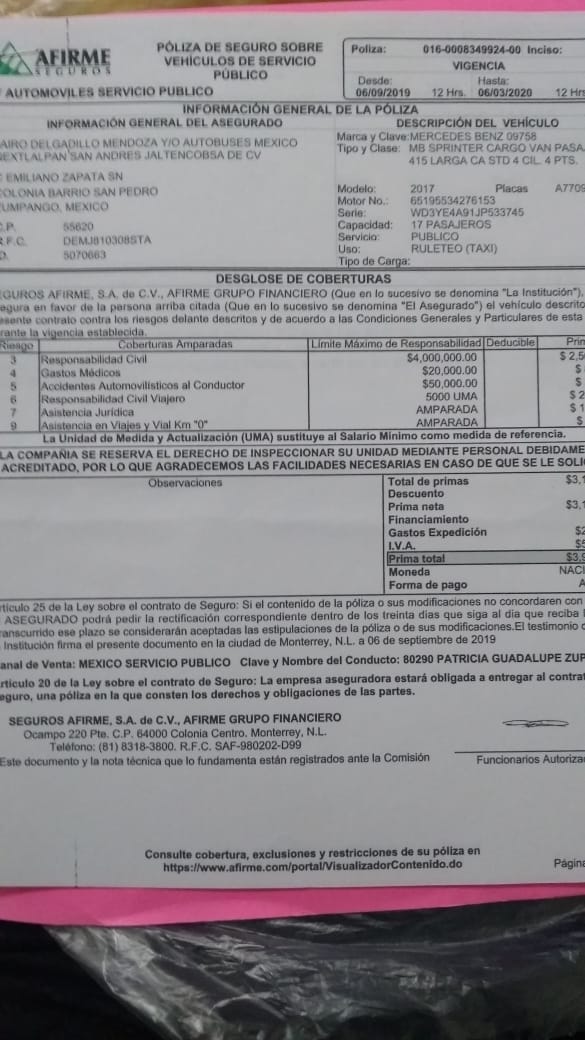 AFIRME
SEGUROS
PÓLIZA DE SEGURO SOBRE
VEHÍCULOS DE SERVICIO
PÚBLICO
Poliza: 016-0008349924-00 Inciso:
VIGENCIA
Desde: Hasta:
06/09/2019 12 Hrs. 06/03/2020 12 Hrs
AUTOMOVILES SERVICIO PUBLICO
INFORMACIÓN GENERAL DE LA PÓLIZA
INFORMACIÓN GENERAL DEL ASEGURADO
AIRO DELGADILLO MENDOZA Y/O AUTOBUSES MEXICO
NEXTLALPAN SAN ANDRES JALTENCOBSA DE CV
EMILIANO ZAPATA SN
COLONIA BARRIO SAN PEDRO
UMPANGO, MEXICO
C.P. 55620
R.F.C. DEMJ810308STA
D. 5070663
DESCRIPCIÓN DEL VEHÍCULO
Marca y Clave: MERCEDES BENZ 09758
Tipo y Clase: MB SPRINTER CARGO VAN PASA
415 LARGA CA STD 4 CIL. 4 PTS.
Modelo: 2017 Placas A7709
Motor No.: 65195534276153
Serie: WD3YE4A91JP533745
Capacidad: 17 PASAJEROS
Servicio: PUBLICO
Uso: RULETEO (TAXI)
Tipo de Carga:
DESGLOSE DE COBERTURAS
EGUROS AFIRME, S.A. de C.V., AFIRME GRUPO FINANCIERO (Que en lo sucesivo se denomina "La Institución"),
egura en favor de la persona arriba citada (Que en lo sucesivo se denomina "El Asegurado") el vehículo descrito
esente contrato contra los riesgos delante descritos y de acuerdo a las Condiciones Generales y Particulares de esta
rante la vigencia establecida.
Riesgo Coberturas Amparadas Límite Máximo de Responsabilidad Deducible Prin
3 Responsabilidad Civil $4,000,000.00 $ 2,5
4 Gastos Médicos $20,000.00 $
5 Accidentes Automovilísticos al Conductor $50,000.00 $
6 Responsabilidad Civil Viajero 5000 UMA $ 2
7 Asistencia Jurídica AMPARADA $ 1
9 Asistencia en Viajes y Vial Km "0" AMPARADA $
La Unidad de Medida y Actualización (UMA) sustituye al Salario Mínimo como medida de referencia.
LA COMPAÑIA SE RESERVA EL DERECHO DE INSPECCIONAR SU UNIDAD MEDIANTE PERSONAL DEBIDAME
ACREDITADO, POR LO QUE AGRADECEMOS LAS FACILIDADES NECESARIAS EN CASO DE QUE SE LE SOLI
Observaciones
Total de primas $3,1
Descuento
Prima neta $3,1
Financiamiento
Gastos Expedición $2
I.V.A. $5
Prima total $3,9
Moneda NACI
Forma de pago A
rtículo 25 de la Ley sobre el contrato de Seguro: Si el contenido de la póliza o sus modificaciones no concordaren con
ASEGURADO podrá pedir la rectificación correspondiente dentro de los treinta días que siga al día que reciba l
ranscurrido ese plazo se considerarán aceptadas las estipulaciones de la póliza o de sus modificaciones.El testimonio d
Institución firma el presente documento en la ciudad de Monterrey, N.L. a 06 de septiembre de 2019
anal de Venta: MEXICO SERVICIO PUBLICO Clave y Nombre del Conducto: 80290 PATRICIA GUADALUPE ZUP
rtículo 20 de la Ley sobre el contrato de Seguro: La empresa aseguradora estará obligada a entregar al contrat
eguro, una póliza en la que consten los derechos y obligaciones de las partes.
SEGUROS AFIRME, S.A. de C.V., AFIRME GRUPO FINANCIERO
Ocampo 220 Pte. C.P. 64000 Colonia Centro. Monterrey, N.L.
Teléfono: (81) 8318-3800. R.F.C. SAF-980202-D99
Este documento y la nota técnica que lo fundamenta están registrados ante la Comisión
Funcionarios Autoriza
Consulte cobertura, exclusiones y restricciones de su póliza en
https://www.afirme.com/portal/VisualizadorContenido.do
Página